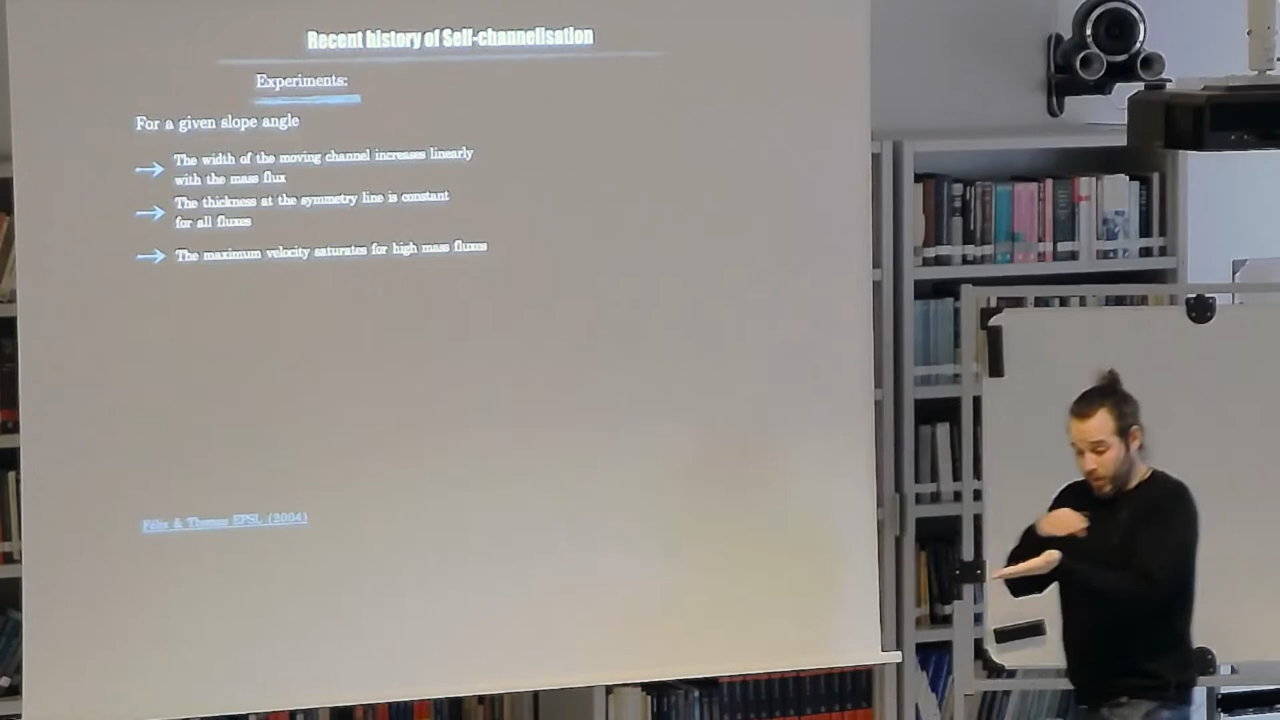 Recent history of Self-channelisation
Experiments:
For a given slope angle
The width of the moving channel increases linearly
with the mass flux
The thickness at the symmetry line is constant
for all fluxes
The maximum velocity saturates for high mass fluxes
Félix & Thomas EPSL (2004)